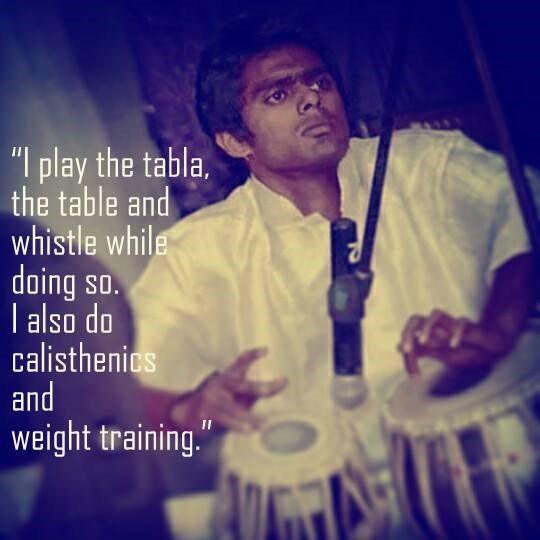 “I play the tabla,
the table and
whistle while
doing so.
I also do
calisthenics
and
weight training.”